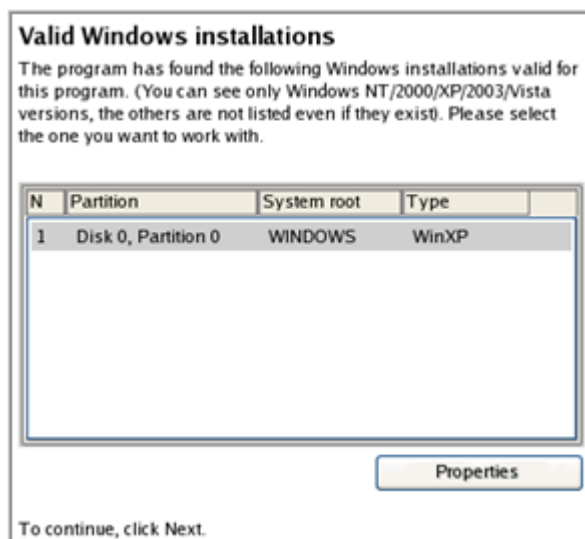 Valid Windows installations
The program has found the following Windows installations valid for
this program. (You can see only Windows NT/2000/XP/2003/Vista
versions, the others are not listed even if they exist). Please select
the one you want to work with.
N Partition System root Type
1 Disk 0, Partition 0 WINDOWS WinXP
Properties
To continue, click Next.